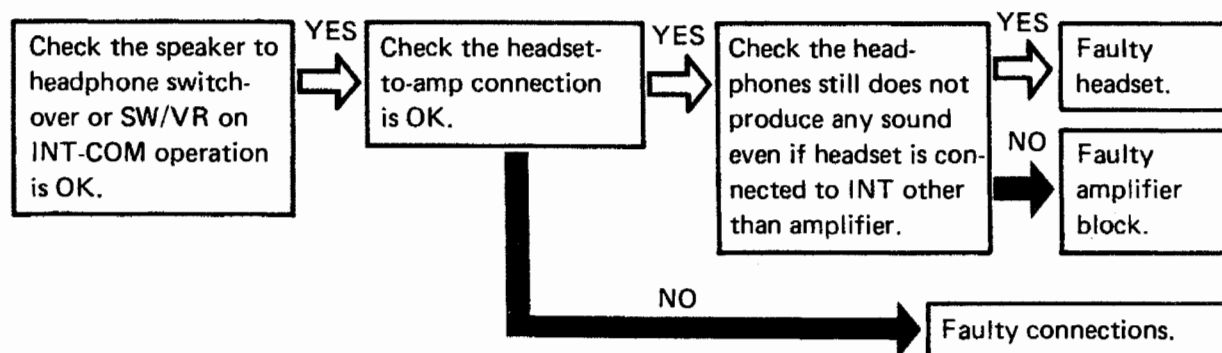 Check the speaker to
headphone switch-
over or SW/VR on
INT-COM operation
is OK.
YES
Check the headset-
to-amp connection
is OK.
YES
Check the head-
phones still does not
produce any sound
even if headset is con-
nected to INT other
than amplifier.
YES
Faulty
headset.
NO
Faulty
amplifier
block.
NO
Faulty connections.